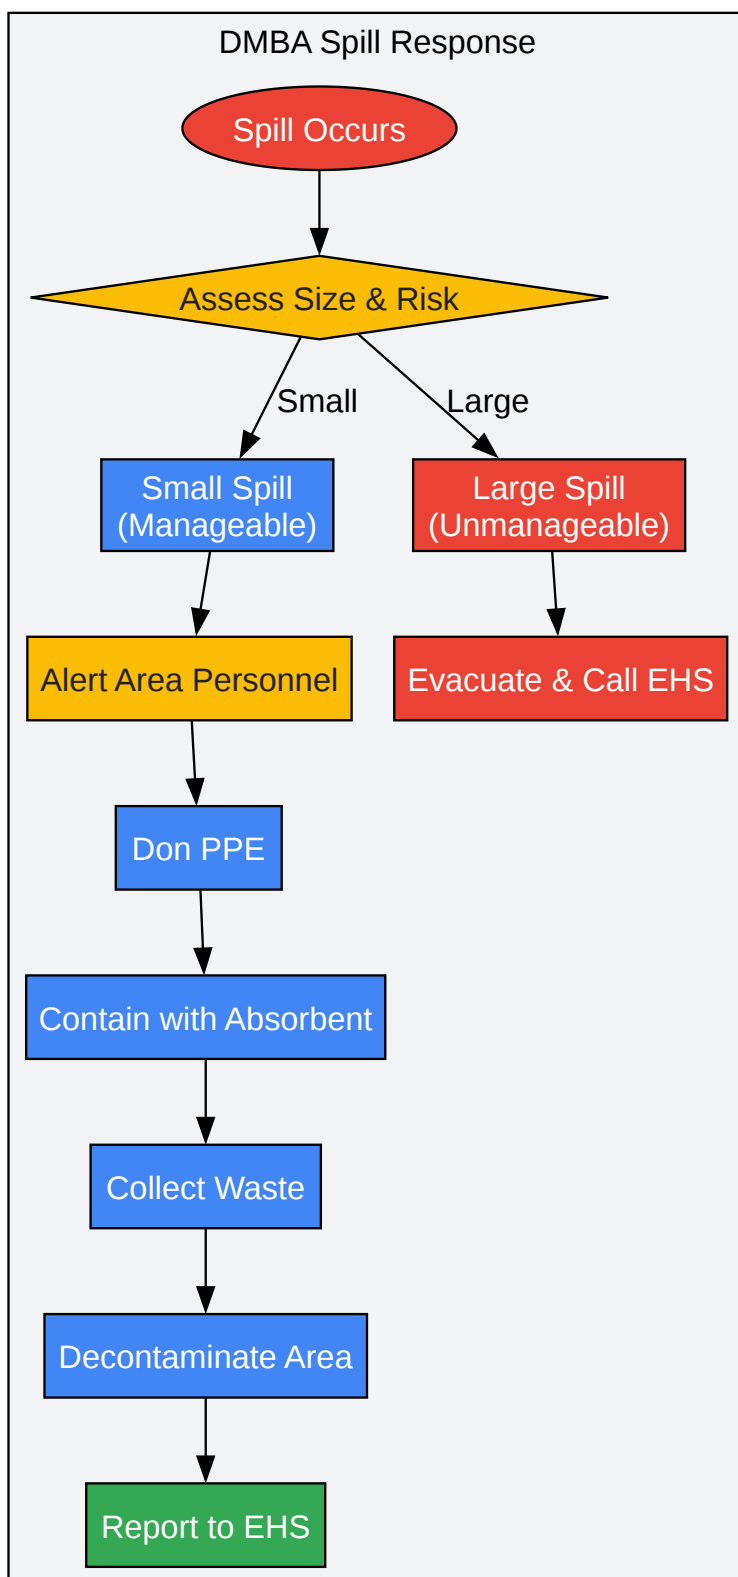 DMBA Spill Response
Spill Occurs
Assess Size & Risk
Small
Large
Small Spill
(Manageable)
Large Spill
(Unmanageable)
Alert Area Personnel
Evacuate & Call EHS
Don PPE
Contain with Absorbent
Collect Waste
Decontaminate Area
Report to EHS